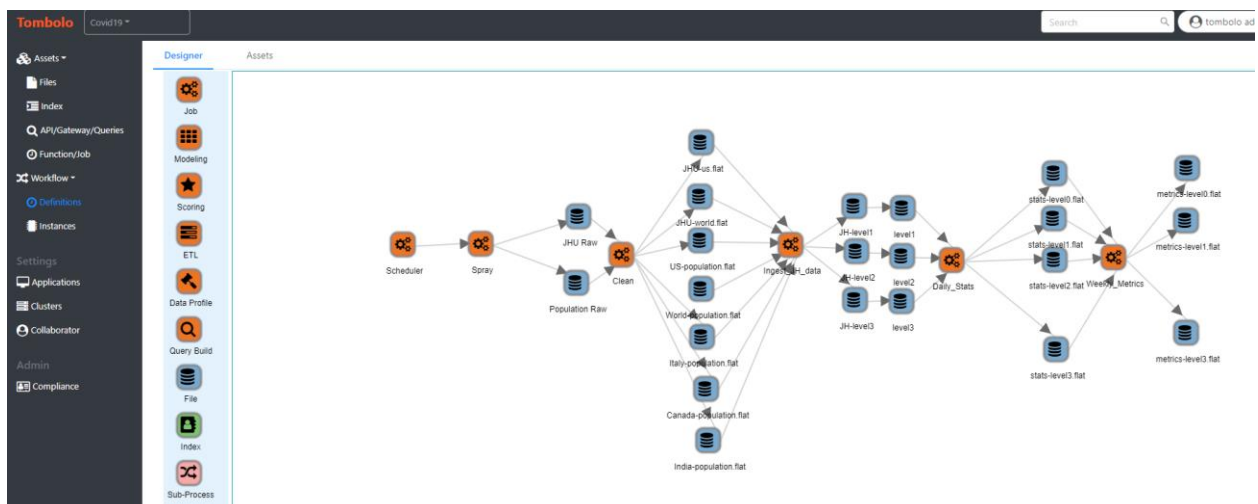 Tombolo
Covid19
Search
tombolo ad
Assets
Files
Index
API/Gateway/Queries
Function/Job
Workflow
Definitions
Instances
Settings
Applications
Clusters
Collaborator
Admin
Compliance
Designer
Assets
Job
Modeling
Scoring
ETL
Data Profile
Query Build
File
Index
Sub-Process
Scheduler
Spray
JHU Raw
Population Raw
Clean
JHU-us.flat
JHU-world.flat
US-population.flat
World-population.flat
Italy-population.flat
Canada-population.flat
India-population.flat
Ingest_JH_data
JH-level1
JH-level2
JH-level3
level1
level2
level3
Daily_Stats
stats-level0.flat
stats-level1.flat
stats-level2.flat
stats-level3.flat
Weekly_Metrics
metrics-level0.flat
metrics-level1.flat
metrics-level3.flat